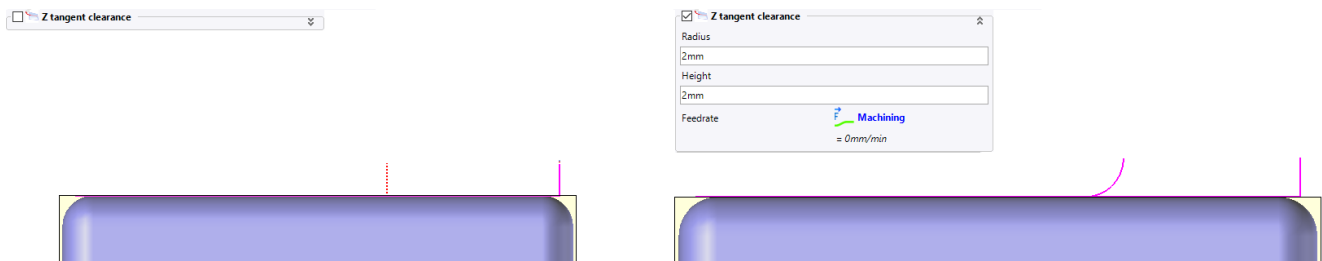 Z tangent clearance
Z tangent clearance
Radius
2mm
Height
2mm
Feedrate F Machining
= 0mm/min